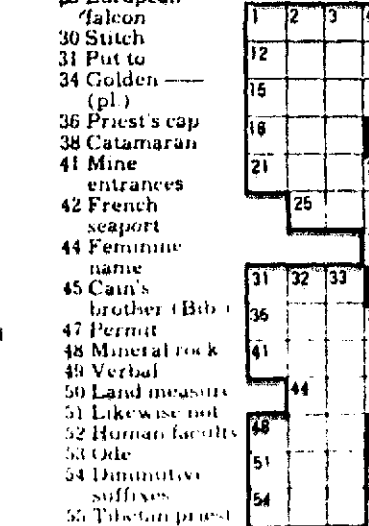 European
falcon
30 Stitch
31 Put to
34 Golden ——
(pl.)
36 Priest's cap
38 Catamaran
41 Mine
entrances
42 French
seaport
44 Feminine
name
45 Cain's
brother (Bib.)
47 Permit
48 Mineral rock
49 Verbal
50 Land measure
51 Likewise not
52 Human faculty
53 Ode
54 Diminutive
suffixes
55 Tibetan priest
1 2 3
12
15
18
21
25
31 32 33
36
41
44
48
51
54